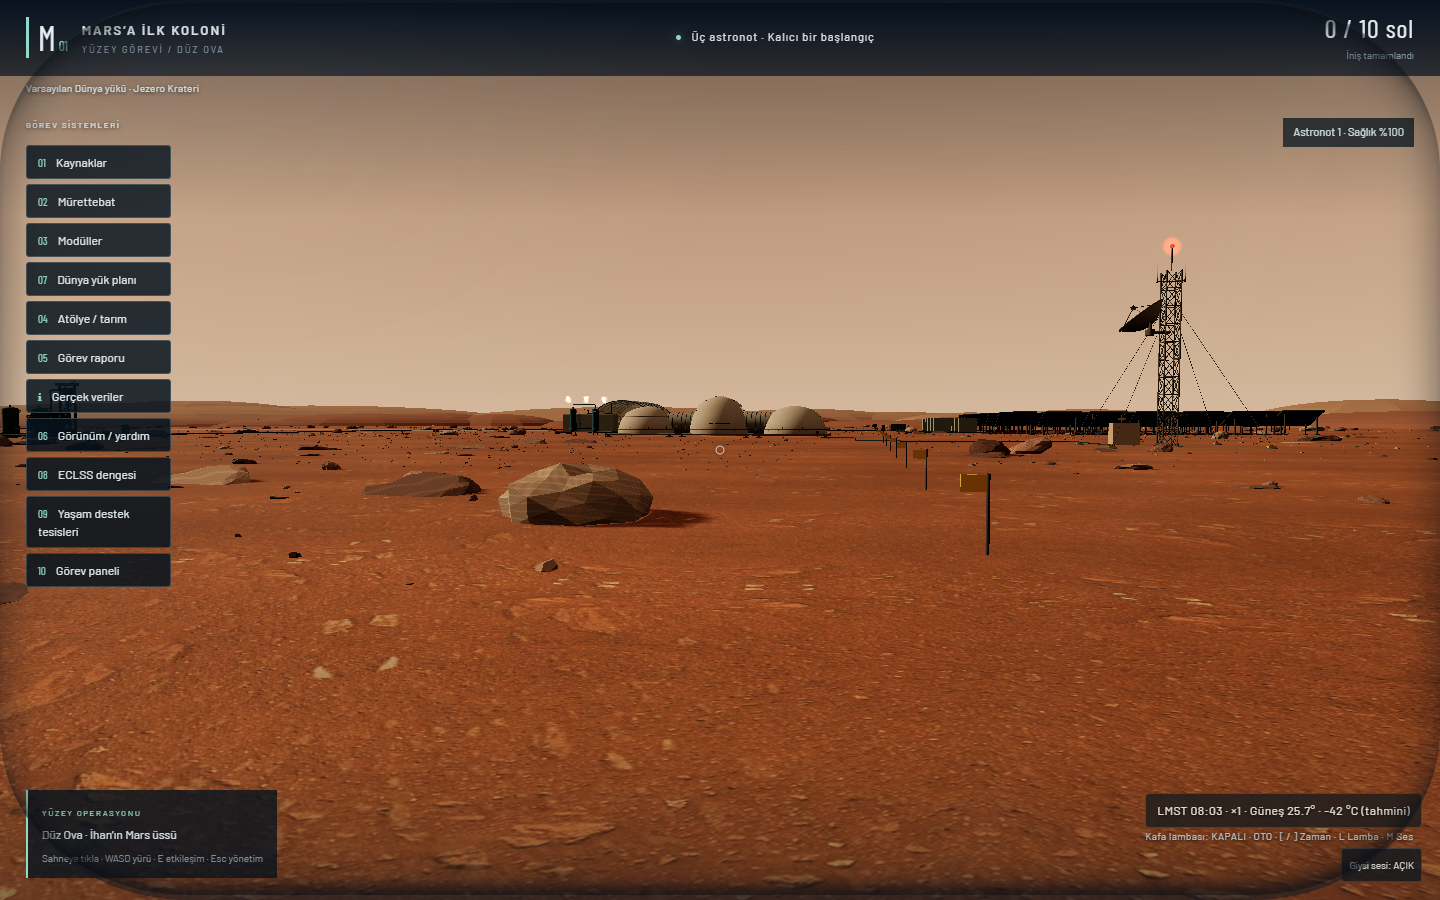 M 01
MARS'A İLK KOLONİ
YÜZEY GÖREVİ / DÜZ OVA
Üç astronot · Kalıcı bir başlangıç
0 / 10 sol
İniş tamamlandı
Varsayılan Dünya yükü · Jezero Krateri
GÖREV SİSTEMLERİ
Astronot 1 · Sağlık %100
01 Kaynaklar
02 Mürettebat
03 Modüller
07 Dünya yük planı
04 Atölye / tarım
05 Görev raporu
i Gerçek veriler
06 Görünüm / yardım
08 ECLSS dengesi
09 Yaşam destek
tesisleri
10 Görev paneli
YÜZEY OPERASYONU
Düz Ova · İhan'ın Mars üssü
Sahneye tıkla · WASD yürü · E etkileşim · Esc yönetim
LMST 08:03 · ×1 · Güneş 25.7° · -42 °C (tahmini)
Kafa lambası: KAPALI · OTO · [ / ] Zaman · L Lamba · M Ses
Giysi sesi: AÇIK